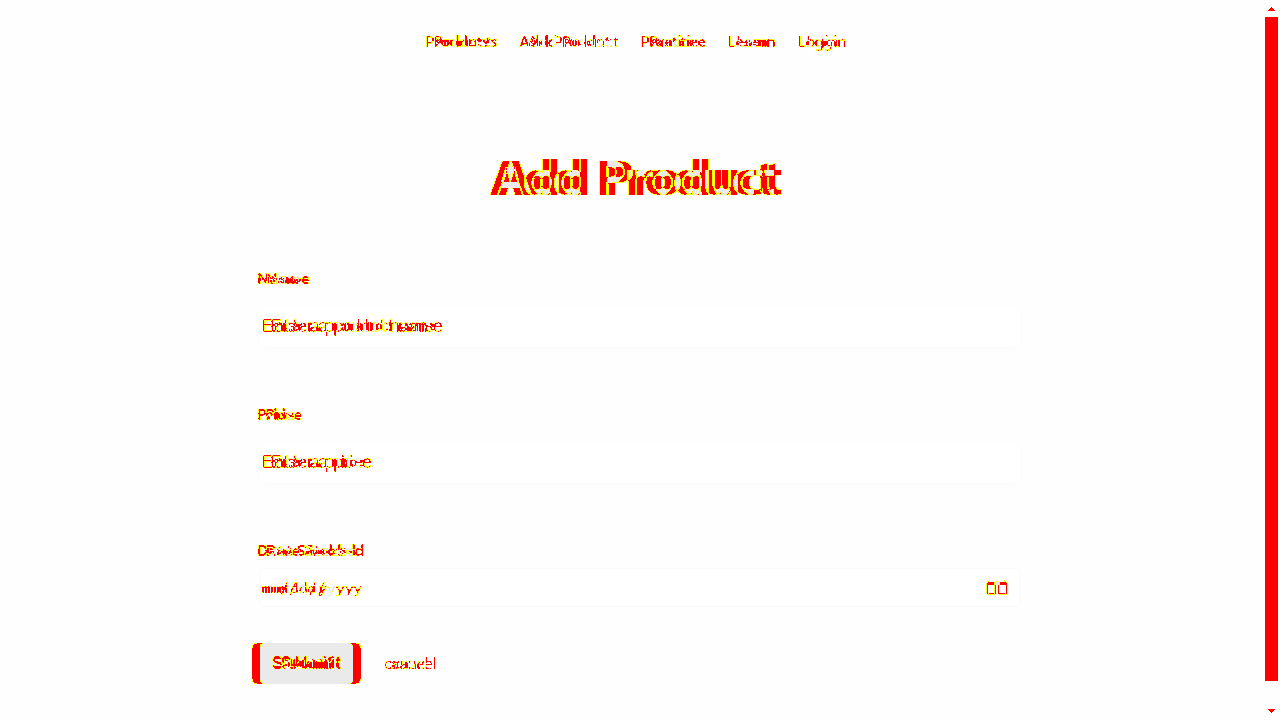 Products Add Product Practice Learn Login
Add Product
Name
Enter a product name
Price
Enter a price
Date Stocked
mm/dd/yyyy
Submit cancel